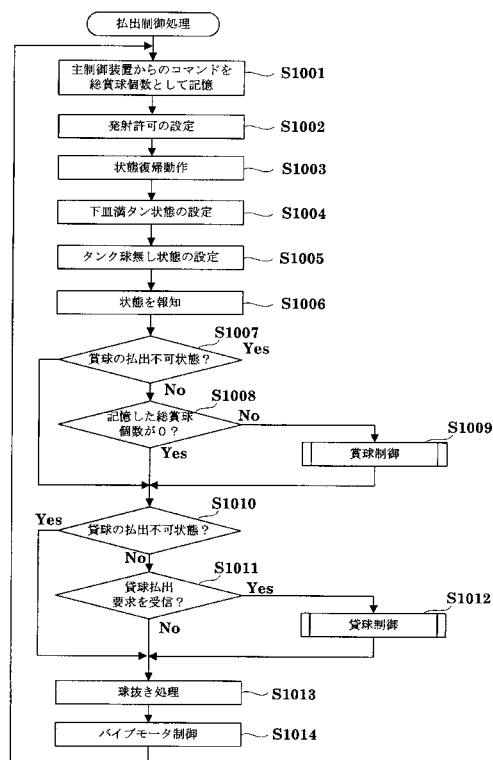 払出制御処理
主制御装置からのコマンドを
総賞球個数として記憶
S1001
発射許可の設定
S1002
状態復帰動作
S1003
下皿満タン状態の設定
S1004
タンク球無し状態の設定
S1005
状態を報知
S1006
S1007
賞球の払出不可状態？
Yes
No
S1008
記憶した総賞球
個数が０？
No
Yes
S1009
賞球制御
S1010
Yes
貸球の払出不可状態？
No
S1011
貸球払出
要求を受信？
Yes
No
S1012
貸球制御
球抜き処理
S1013
バイブモータ制御
S1014